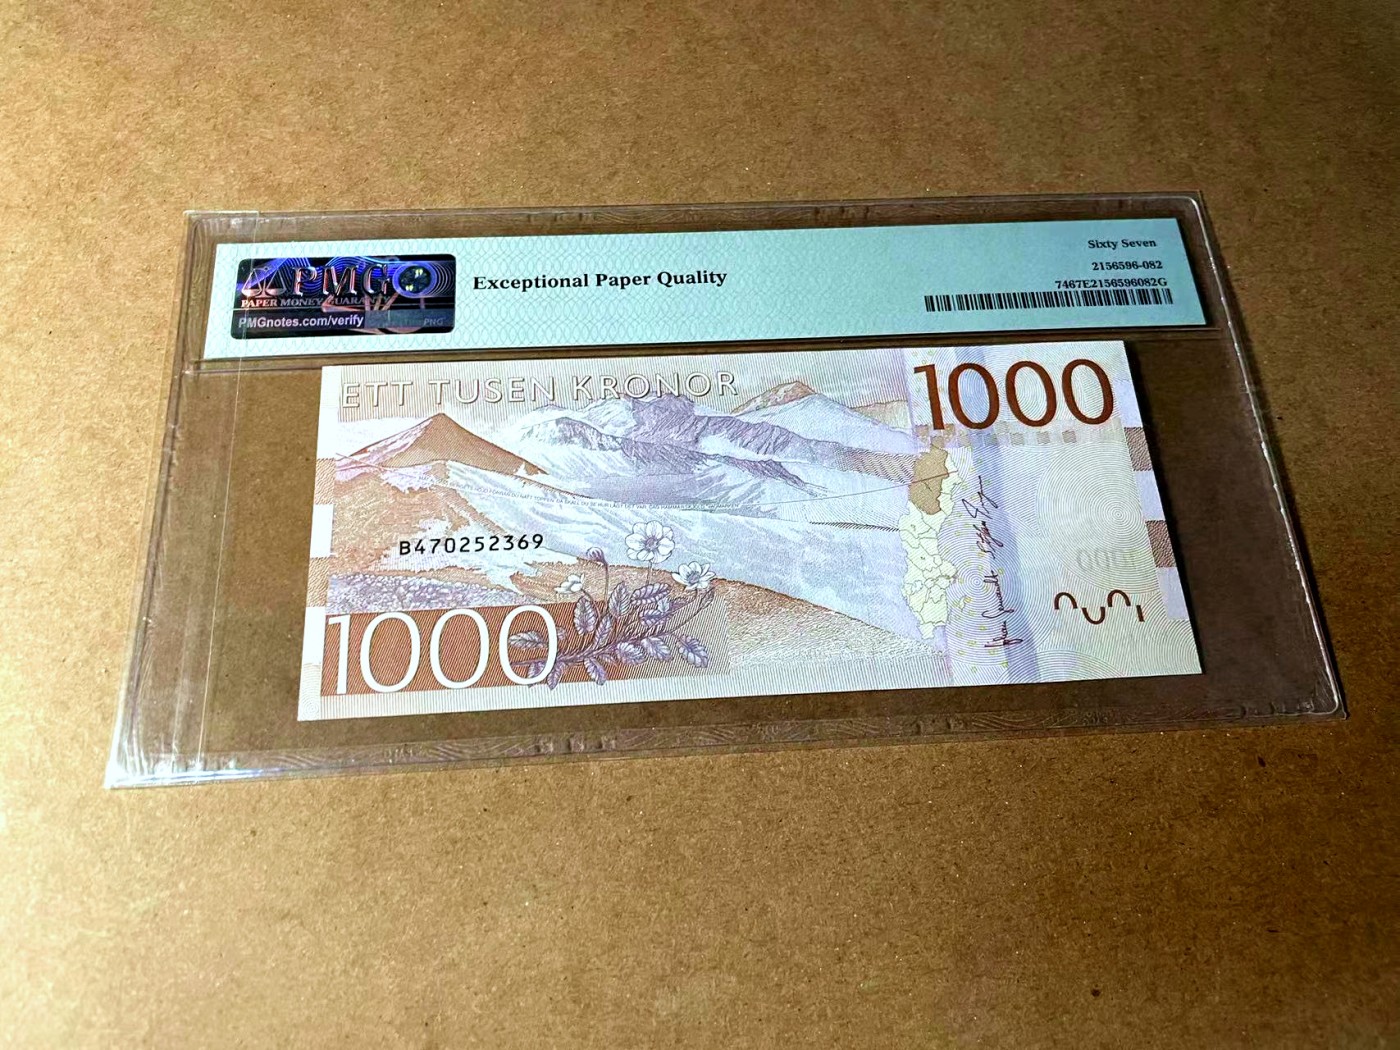 PMG
PAPER MONEY GUARANTY
PMGnotes.com/verify
Exceptional Paper Quality
Sixty Seven
2156596-082
7467E2156596082G
ETT TUSEN KRONOR
1000
B470252369
1000
1000